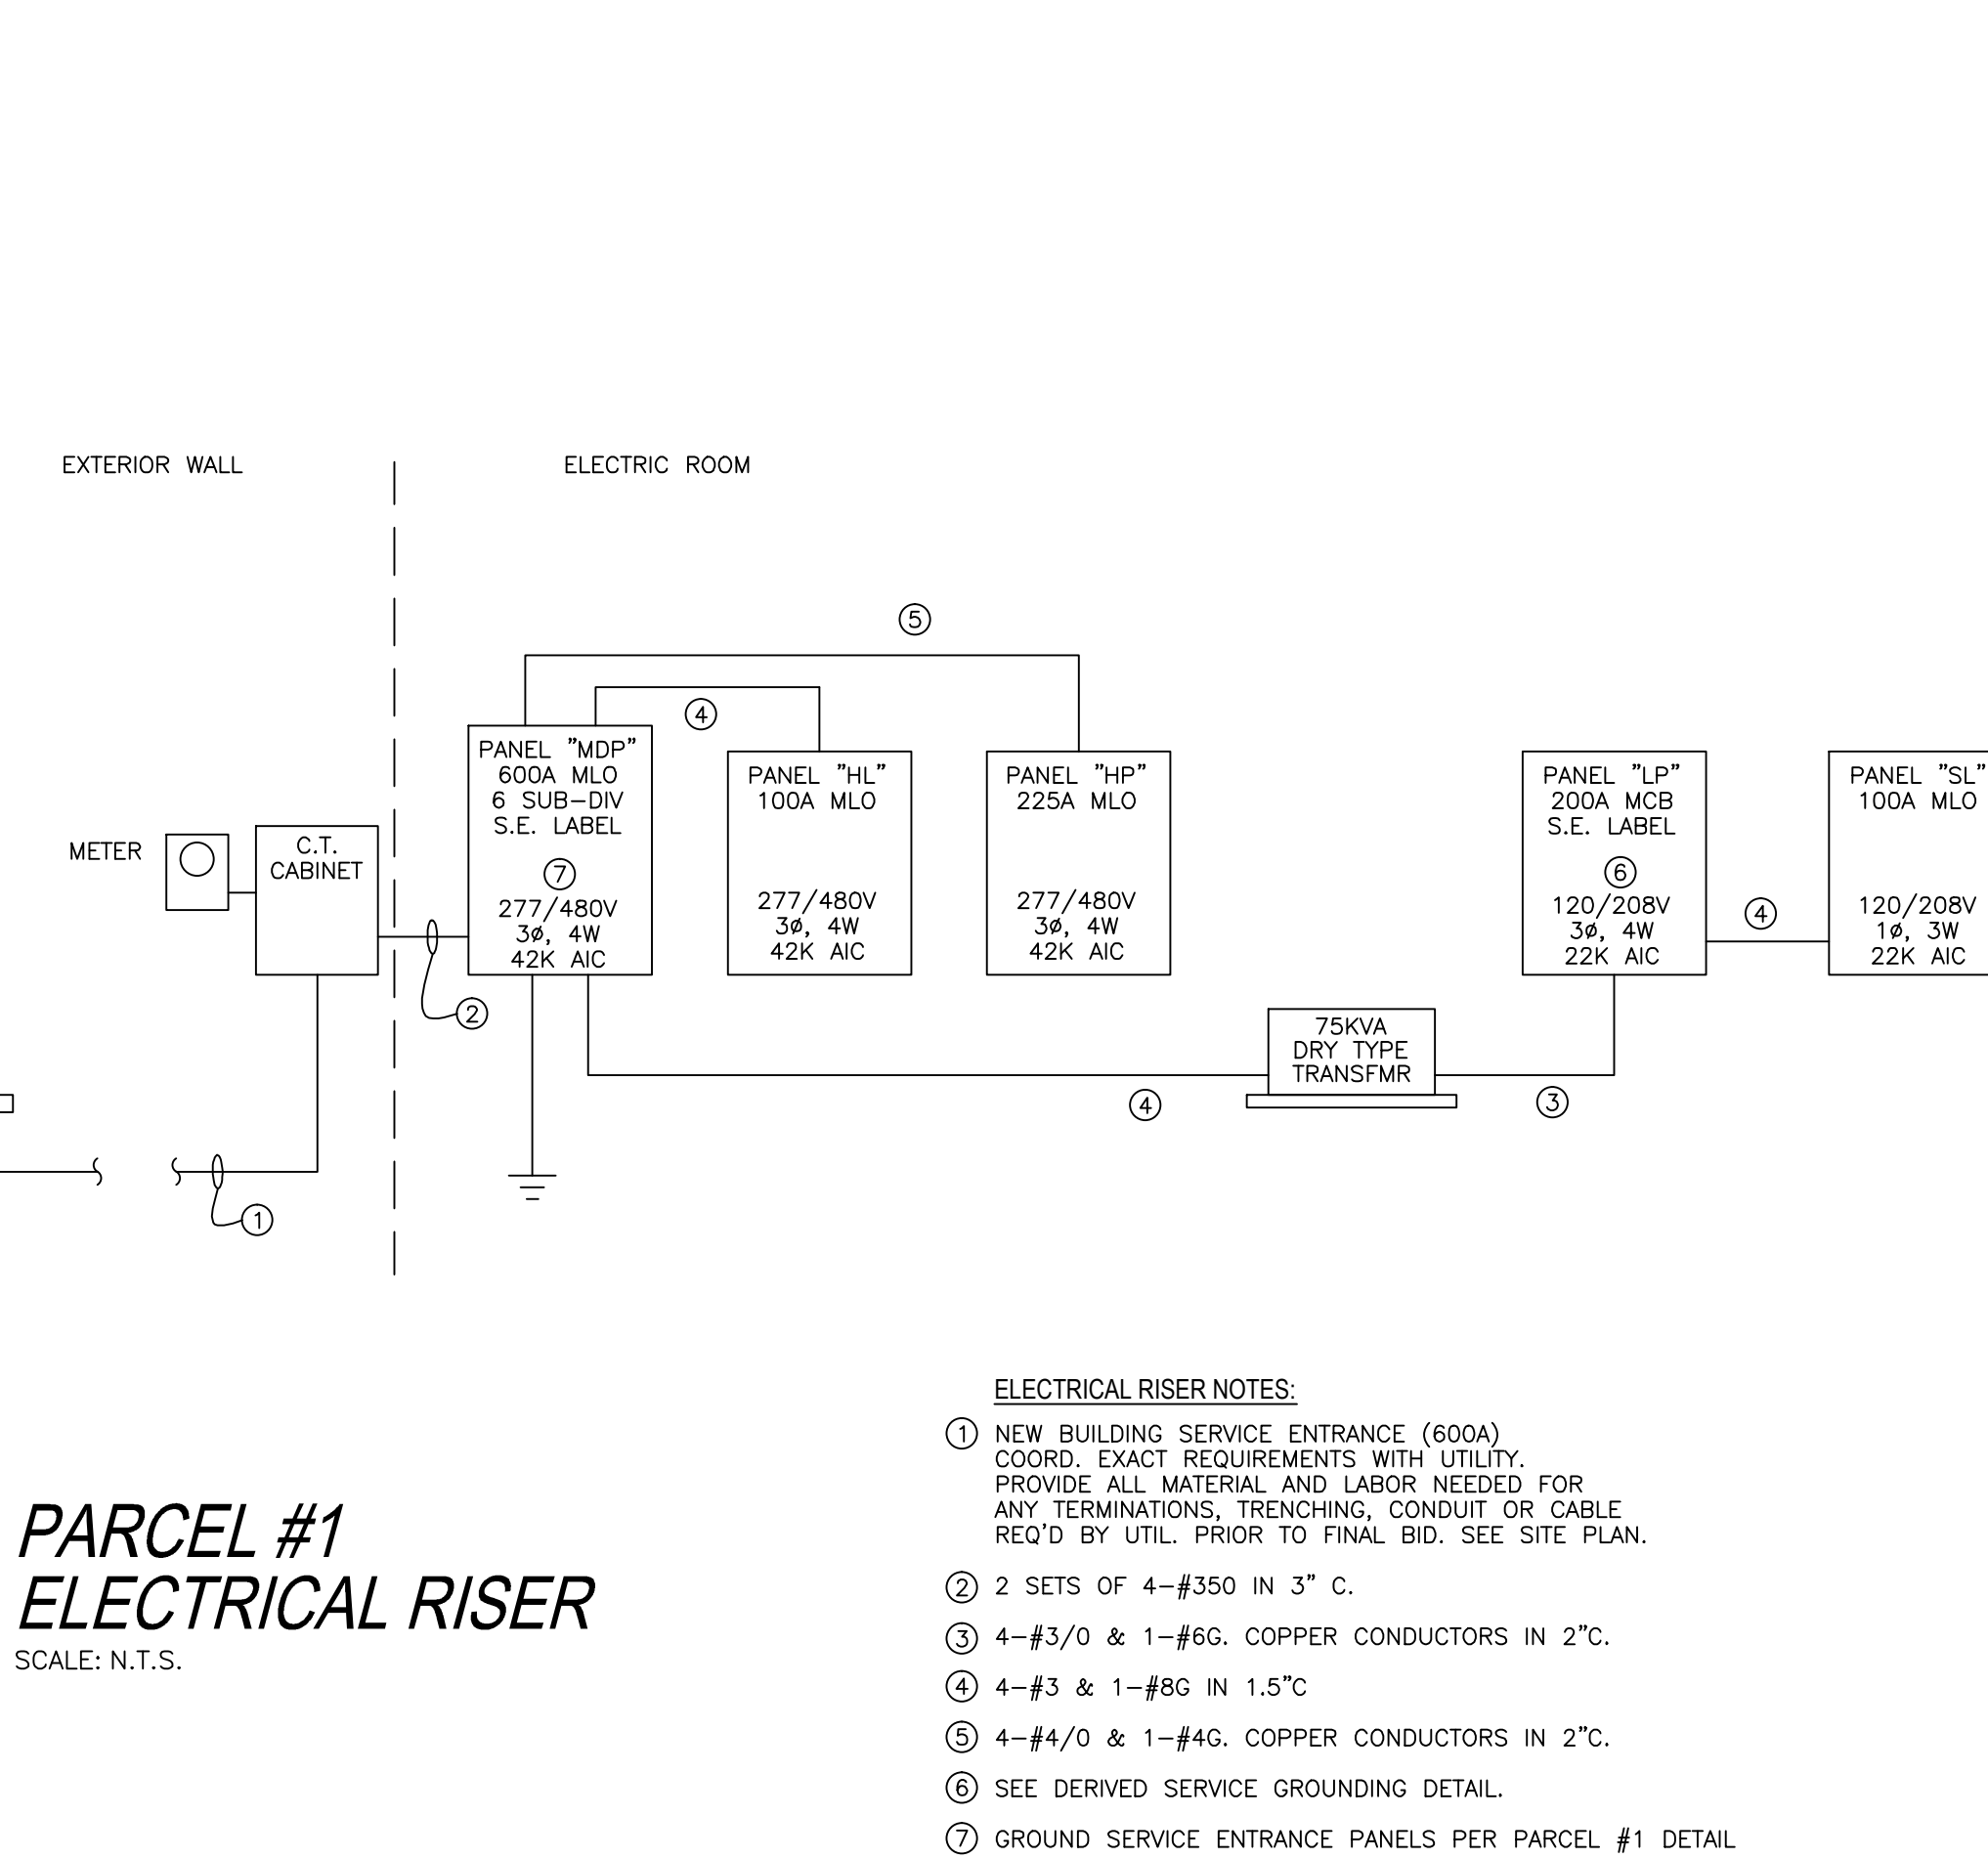 EXTERIOR WALL
ELECTRIC ROOM
5
4
PANEL "MDP"
600A MLO
6 SUB-DIV
S.E. LABEL
7
277/480V
3ø, 4W
42K AIC
PANEL "HL"
100A MLO
277/480V
3ø, 4W
42K AIC
PANEL "HP"
225A MLO
277/480V
3ø, 4W
42K AIC
PANEL "LP"
200A MCB
S.E. LABEL
6
120/208V
3ø, 4W
22K AIC
4
PANEL "SL"
100A MLO
120/208V
1ø, 3W
22K AIC
METER
C.T.
CABINET
2
75KVA
DRY TYPE
TRANSFMR
4
3
1
ELECTRICAL RISER NOTES:
1 NEW BUILDING SERVICE ENTRANCE (600A)
COORD. EXACT REQUIREMENTS WITH UTILITY.
PROVIDE ALL MATERIAL AND LABOR NEEDED FOR
ANY TERMINATIONS, TRENCHING, CONDUIT OR CABLE
REQ'D BY UTIL. PRIOR TO FINAL BID. SEE SITE PLAN.
2 2 SETS OF 4-#350 IN 3" C.
3 4-#3/0 & 1-#6G. COPPER CONDUCTORS IN 2"C.
4 4-#3 & 1-#8G IN 1.5"C
5 4-#4/0 & 1-#4G. COPPER CONDUCTORS IN 2"C.
6 SEE DERIVED SERVICE GROUNDING DETAIL.
7 GROUND SERVICE ENTRANCE PANELS PER PARCEL #1 DETAIL
PARCEL #1
ELECTRICAL RISER
SCALE: N.T.S.